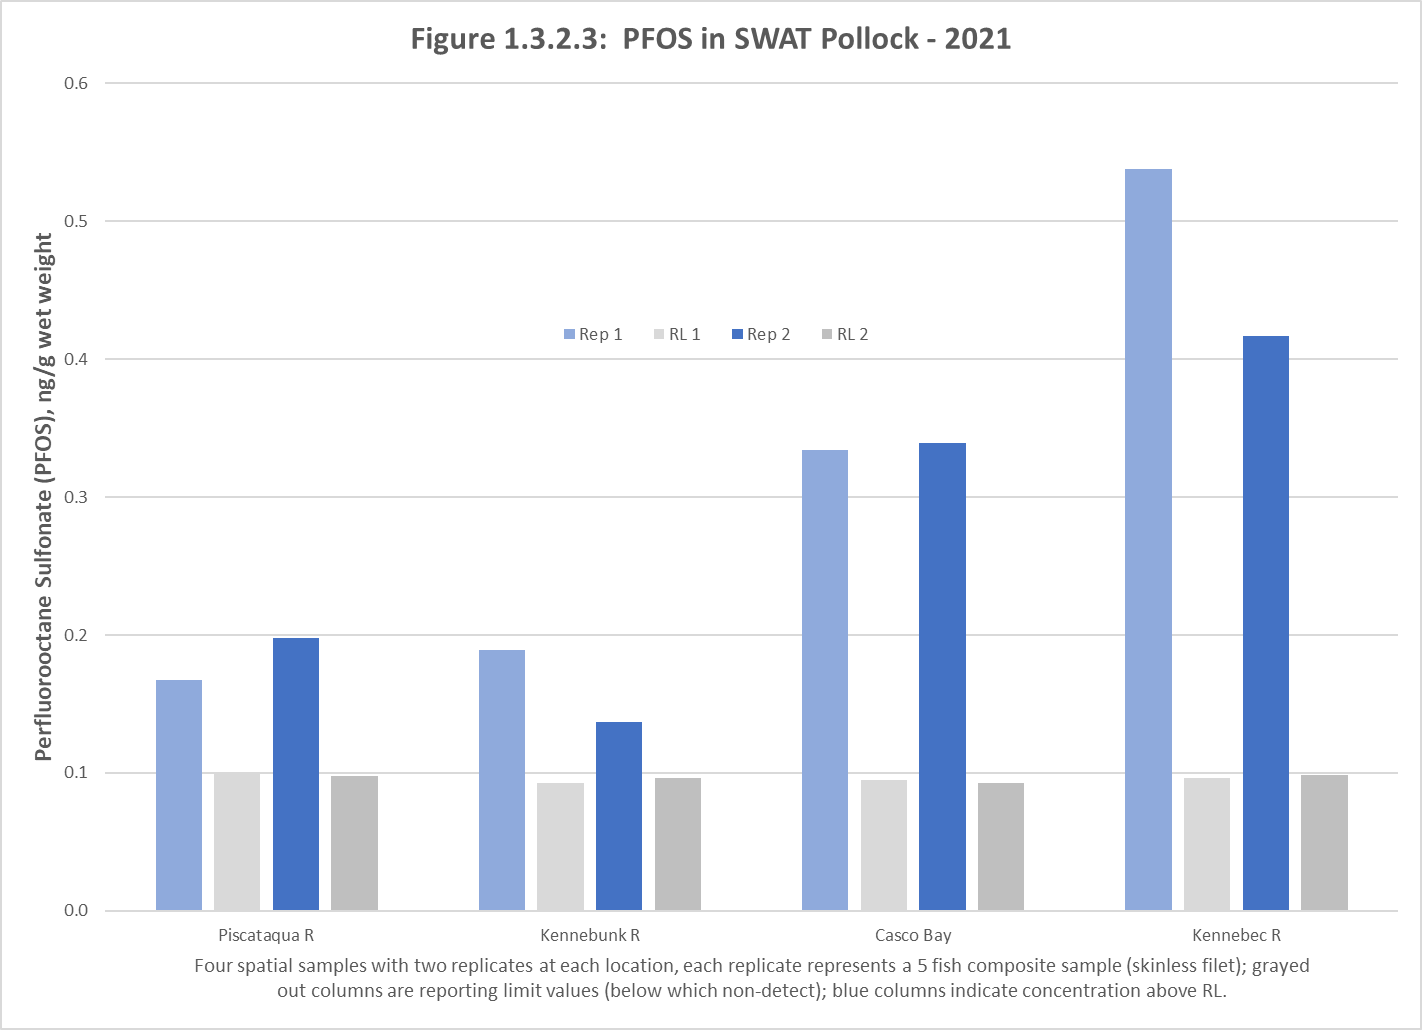 Figure 1.3.2.3:  PFOS in SWAT Pollock - 2021
Perfluorooctane Sulfonate (PFOS), ng/g wet weight
0.6
0.5
0.4
0.3
0.2
0.1
0.0
Rep 1 RL 1 Rep 2 RL 2
Piscataqua R Kennebunk R Casco Bay Kennebec R
Four spatial samples with two replicates at each location, each replicate represents a 5 fish composite sample (skinless filet); grayed
out columns are reporting limit values (below which non-detect); blue columns indicate concentration above RL.